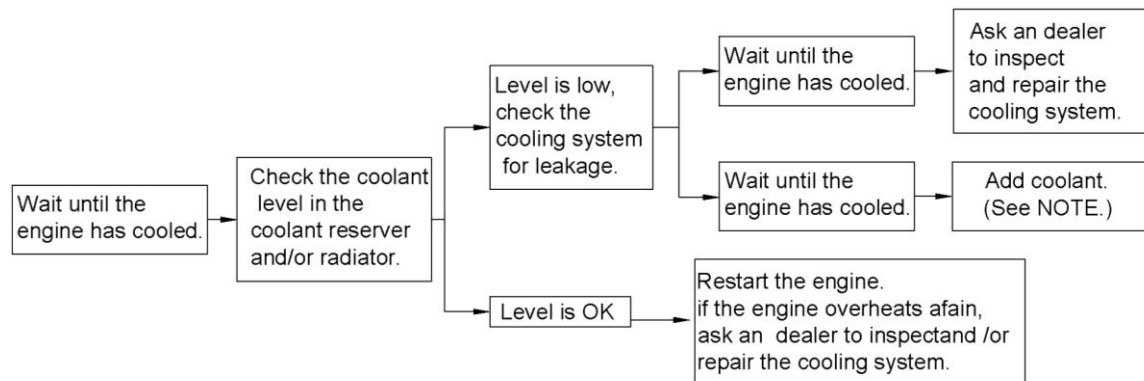 Wait until the
engine has cooled.
Check the coolant
level in the
coolant reserver
and/or radiator.
Level is low,
check the
cooling system
for leakage.
Wait until the
engine has cooled.
Ask an dealer
to inspect
and repair the
cooling system.
Wait until the
engine has cooled.
Add coolant.
(See NOTE.)
Level is OK
Restart the engine.
if the engine overheats afain,
ask an dealer to inspectand /or
repair the cooling system.